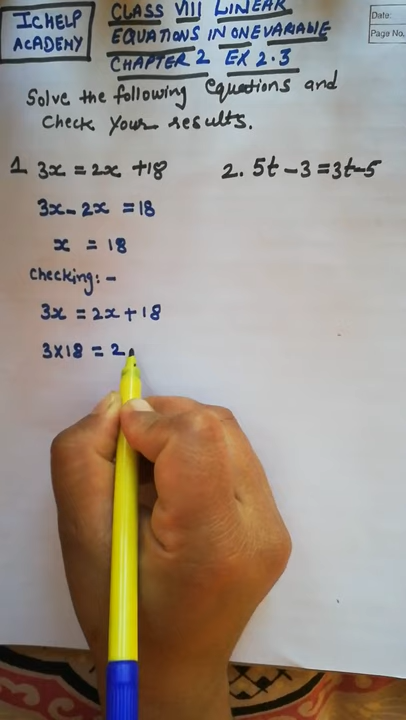 ICHELP
ACADEMY
CLASS VIII LINEAR
EQUATIONS IN ONE VARIABLE
CHAPTER 2 EX 2.3
Date:
Page No.
Solve the following Equations and
Check Your results.
1. 3x = 2x + 18
3x - 2x = 18
x = 18
Checking:-
3x = 2x + 18
3×18 = 2
2. 5t - 3 = 3t - 5